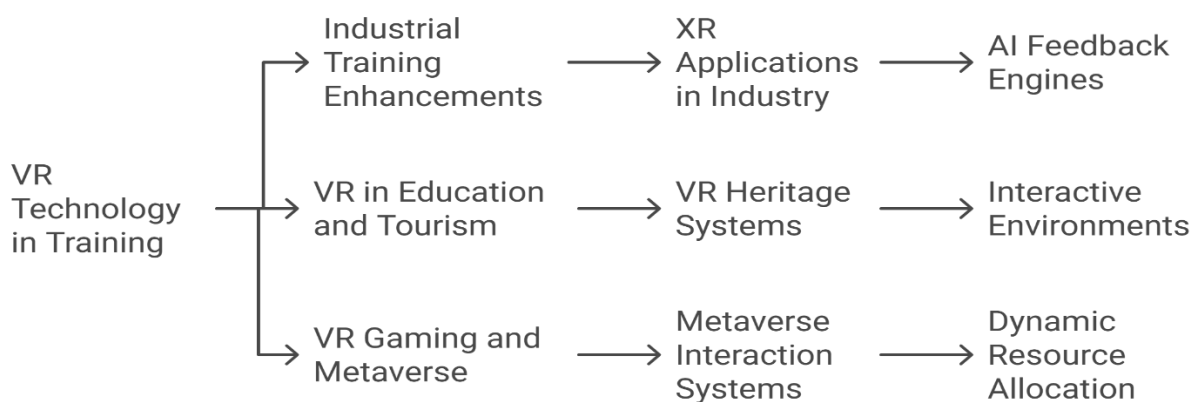 VR
Technology
in Training
Industrial
Training
Enhancements
XR
Applications
in Industry
AI Feedback
Engines
VR in Education
and Tourism
VR Heritage
Systems
Interactive
Environments
VR Gaming and
Metaverse
Metaverse
Interaction
Systems
Dynamic
Resource
Allocation